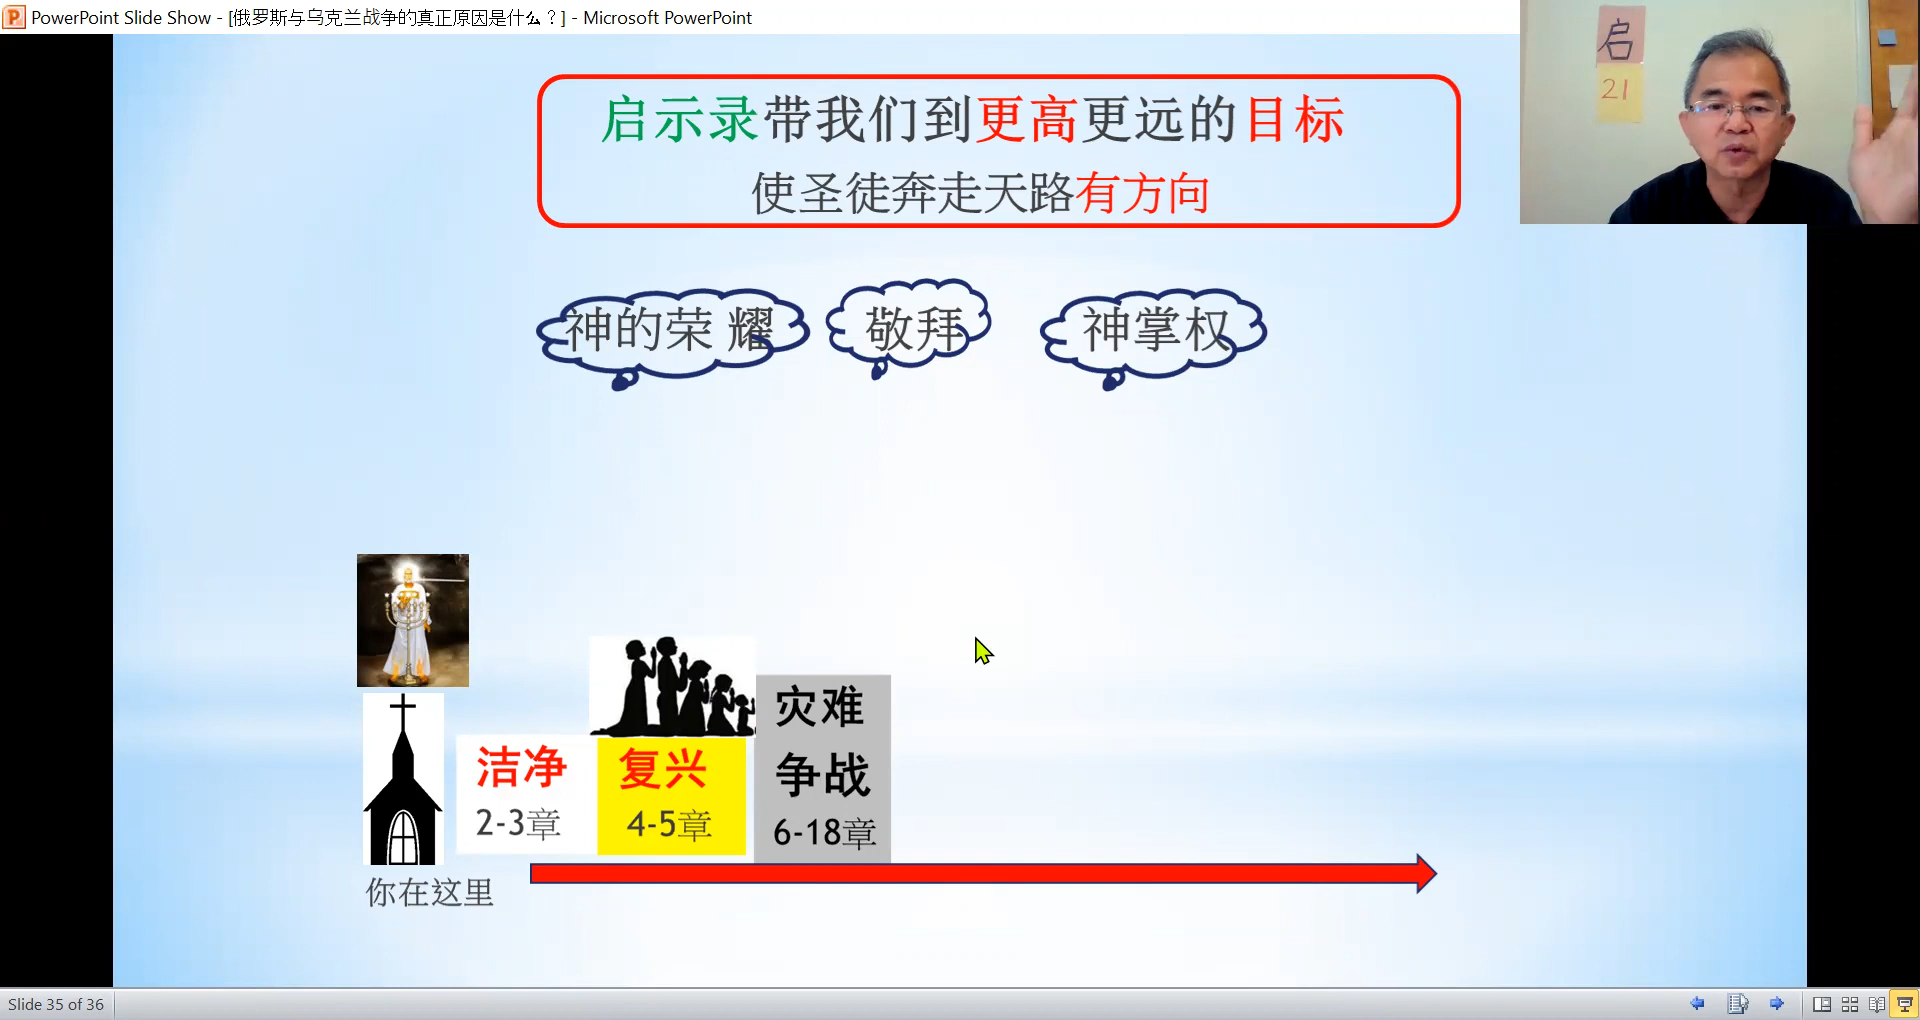 PowerPoint Slide Show - [俄罗斯与乌克兰战争的真正原因是什么？] - Microsoft PowerPoint
启
21
启示录带我们到更高更远的目标
使圣徒奔走天路有方向
神的荣 耀
敬拜
神掌权
灾难
争战
6-18章
洁净
2-3章
复兴
4-5章
你在这里
Slide 35 of 36